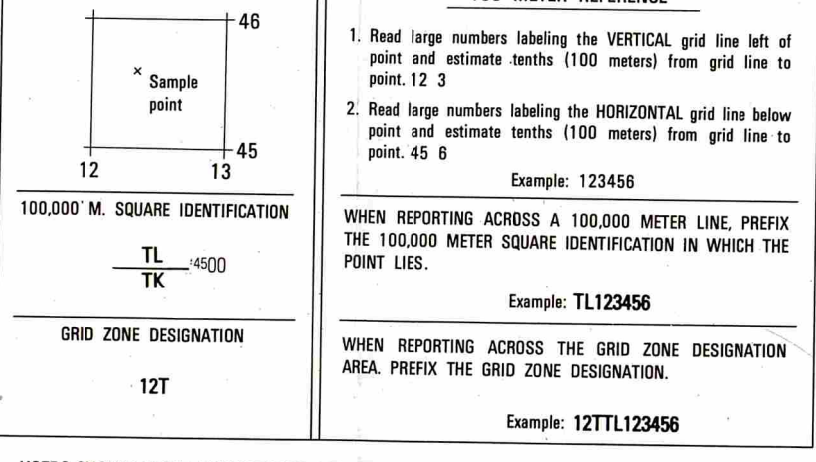 46
× Sample
point
45
12 13
100,000 M. SQUARE IDENTIFICATION
TL
4500
TK
GRID ZONE DESIGNATION
12T
1. Read large numbers labeling the VERTICAL grid line left of
point and estimate tenths (100 meters) from grid line to
point. 12 3
2. Read large numbers labeling the HORIZONTAL grid line below
point and estimate tenths (100 meters) from grid line to
point. 45 6
Example: 123456
WHEN REPORTING ACROSS A 100,000 METER LINE, PREFIX
THE 100,000 METER SQUARE IDENTIFICATION IN WHICH THE
POINT LIES.
Example: TL123456
WHEN REPORTING ACROSS THE GRID ZONE DESIGNATION
AREA. PREFIX THE GRID ZONE DESIGNATION.
Example: 12TTL123456